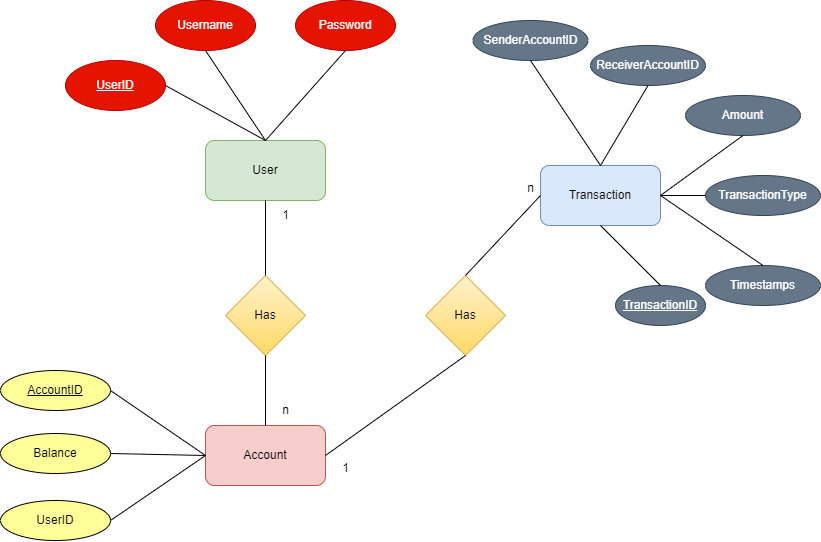 Username
Password
UserID
SenderAccountID
ReceiverAccountID
Amount
TransactionType
Timestamps
TransactionID
User
Transaction
1
n
Has
Has
n
1
AccountID
Balance
UserID
Account